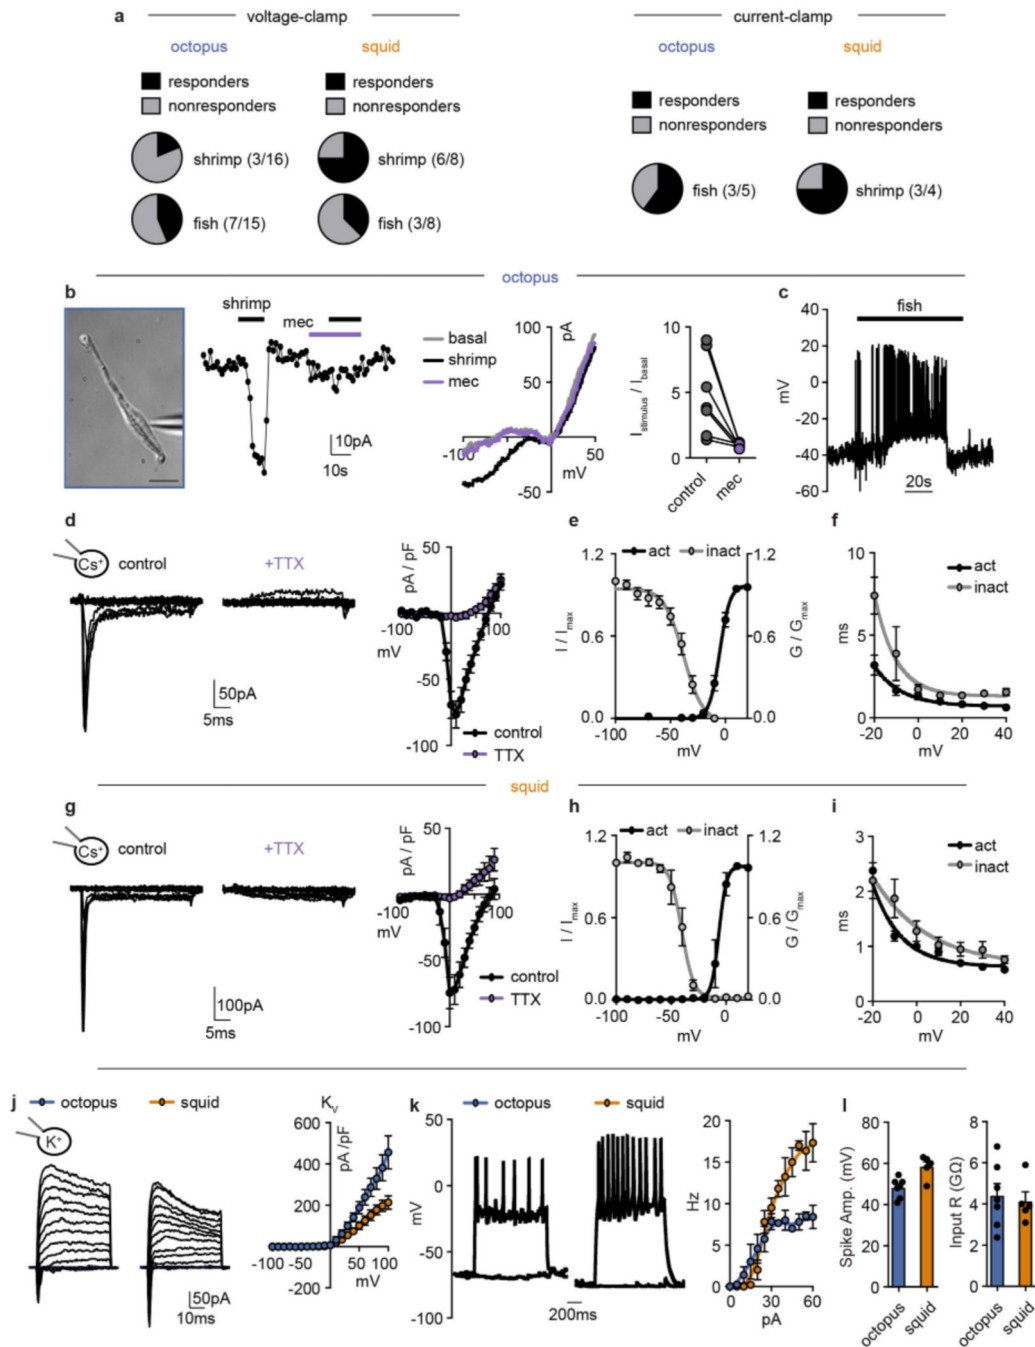 a
voltage-clamp
current-clamp
octopus
squid
octopus
squid
responders
nonresponders
responders
nonresponders
responders
nonresponders
responders
nonresponders
shrimp (3/16)
shrimp (6/8)
fish (7/15)
fish (3/8)
fish (3/5)
shrimp (3/4)
octopus
b
shrimp
mec
10pA
10s
basal
shrimp
mec
100
50
-100
50
mV
-50
pA
10
5
0
I stimulus / I basal
control
mec
c
fish
40
20
0
-20
-40
-60
mV
20s
d
Cs+
control
+TTX
50pA
5ms
50
pA / pF
-100
100
mV
-50
-100
control
TTX
e
act
inact
1.2
0.6
0.0
I / Imax
1.2
0.6
0.0
G / Gmax
-100
-50
0
mV
f
10
5
0
ms
act
inact
-20
0
20
40
mV
squid
g
Cs+
control
+TTX
100pA
5ms
50
pA / pF
-100
100
mV
-50
-100
control
TTX
h
act
inact
1.2
0.6
0.0
I / Imax
1.2
0.6
0.0
G / Gmax
-100
-50
0
mV
i
3
2
1
0
ms
act
inact
-20
0
20
40
mV
j
octopus
squid
K+
50pA
10ms
KV
600
400
200
-200
pA /pF
-100
-50
50
100
mV
k
octopus
squid
50
0
-50
-100
mV
200ms
20
15
10
5
0
Hz
0
30
60
pA
l
80
60
40
20
0
Spike Amp. (mV)
octopus
squid
8
6
4
2
0
Input R (GΩ)
octopus
squid